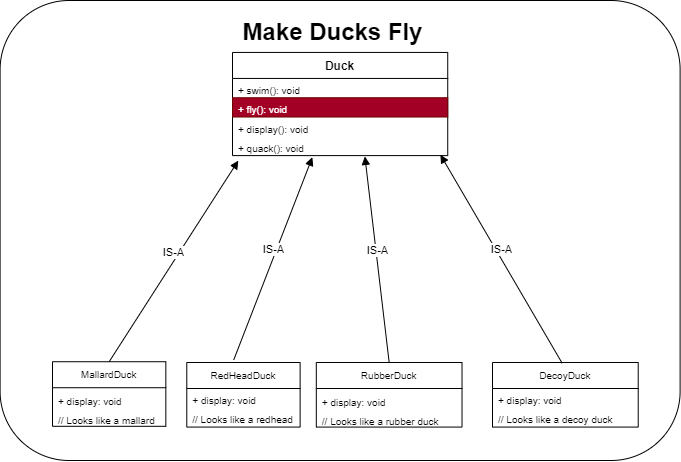 Make Ducks Fly
Duck
+ swim(): void
+ fly(): void
+ display(): void
+ quack(): void
IS-A
IS-A
IS-A
IS-A
MallardDuck
+ display: void
// Looks like a mallard
RedHeadDuck
+ display: void
// Looks like a redhead
RubberDuck
+ display: void
// Looks like a rubber duck
DecoyDuck
+ display: void
// Looks like a decoy duck